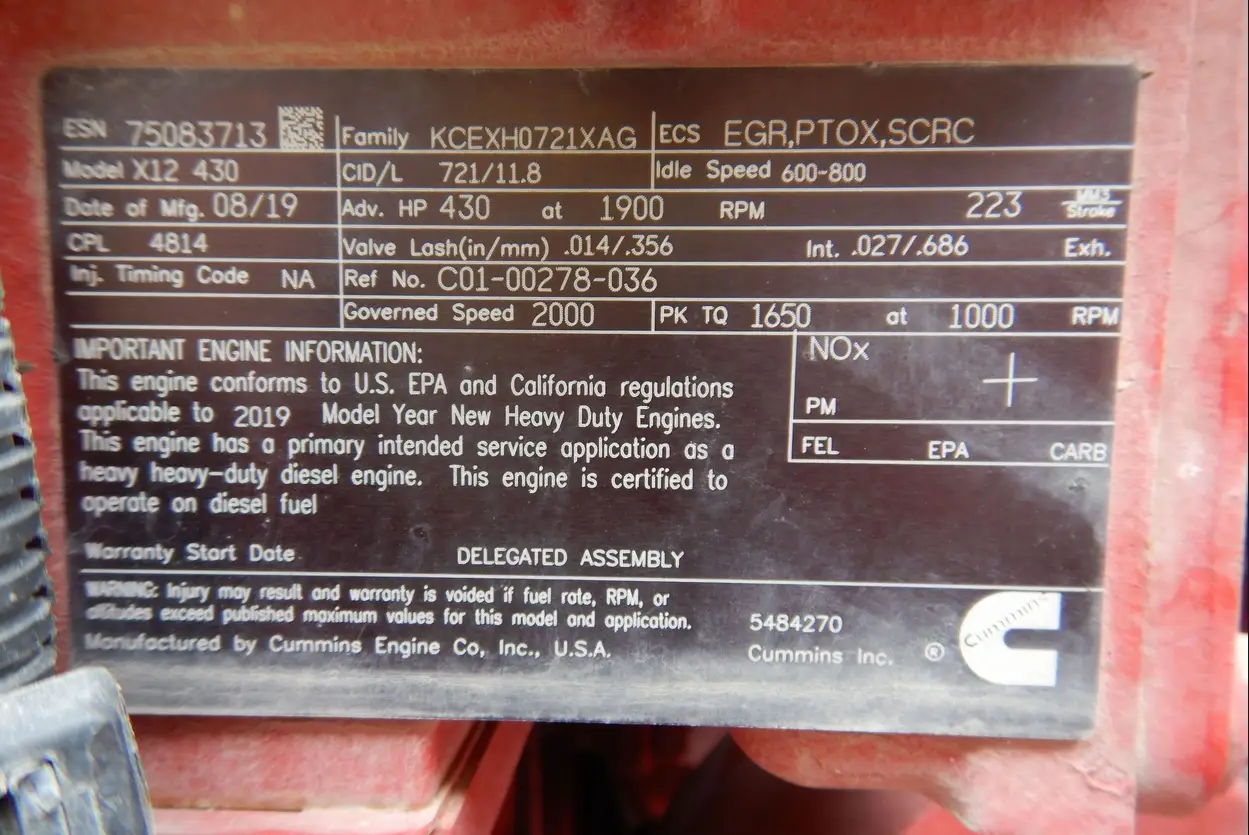 ESN 75083713 Family KCEXH0721XAG ECS EGR,PTOX,SCRC
Model X12 430 CID/L 721/11.8 Idle Speed 600-800
Date of Mfg. 08/19 Adv. HP 430 at 1900 RPM 223 MM3 Stroke
CPL 4814 Valve Lash(in/mm) .014/.356 Int. .027/.686 Exh.
Inj. Timing Code NA Ref No. C01-00278-036
Governed Speed 2000 PK TQ 1650 at 1000 RPM
IMPORTANT ENGINE INFORMATION:
This engine conforms to U.S. EPA and California regulations
applicable to 2019 Model Year New Heavy Duty Engines.
This engine has a primary intended service application as a
heavy heavy-duty diesel engine. This engine is certified to
operate on diesel fuel
NOx
PM
FEL EPA CARB
Warranty Start Date DELEGATED ASSEMBLY
WARNING: Injury may result and warranty is voided if fuel rate, RPM, or
altitudes exceed published maximum values for this model and application.
Manufactured by Cummins Engine Co, Inc., U.S.A.
5484270
Cummins Inc. ®
Cummins